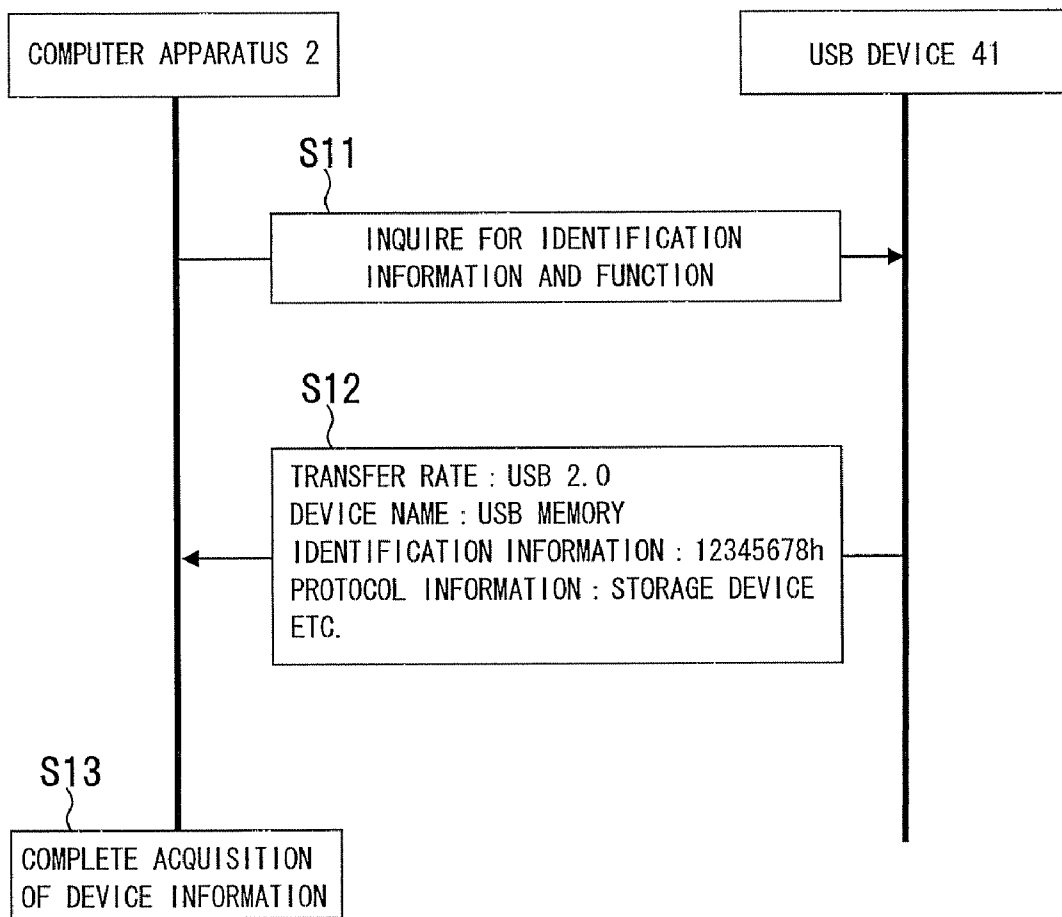 COMPUTER APPARATUS 2
USB DEVICE 41
S11
INQUIRE FOR IDENTIFICATION
INFORMATION AND FUNCTION
S12
TRANSFER RATE : USB 2.0
DEVICE NAME : USB MEMORY
IDENTIFICATION INFORMATION : 12345678h
PROTOCOL INFORMATION : STORAGE DEVICE
ETC.
S13
COMPLETE ACQUISITION
OF DEVICE INFORMATION